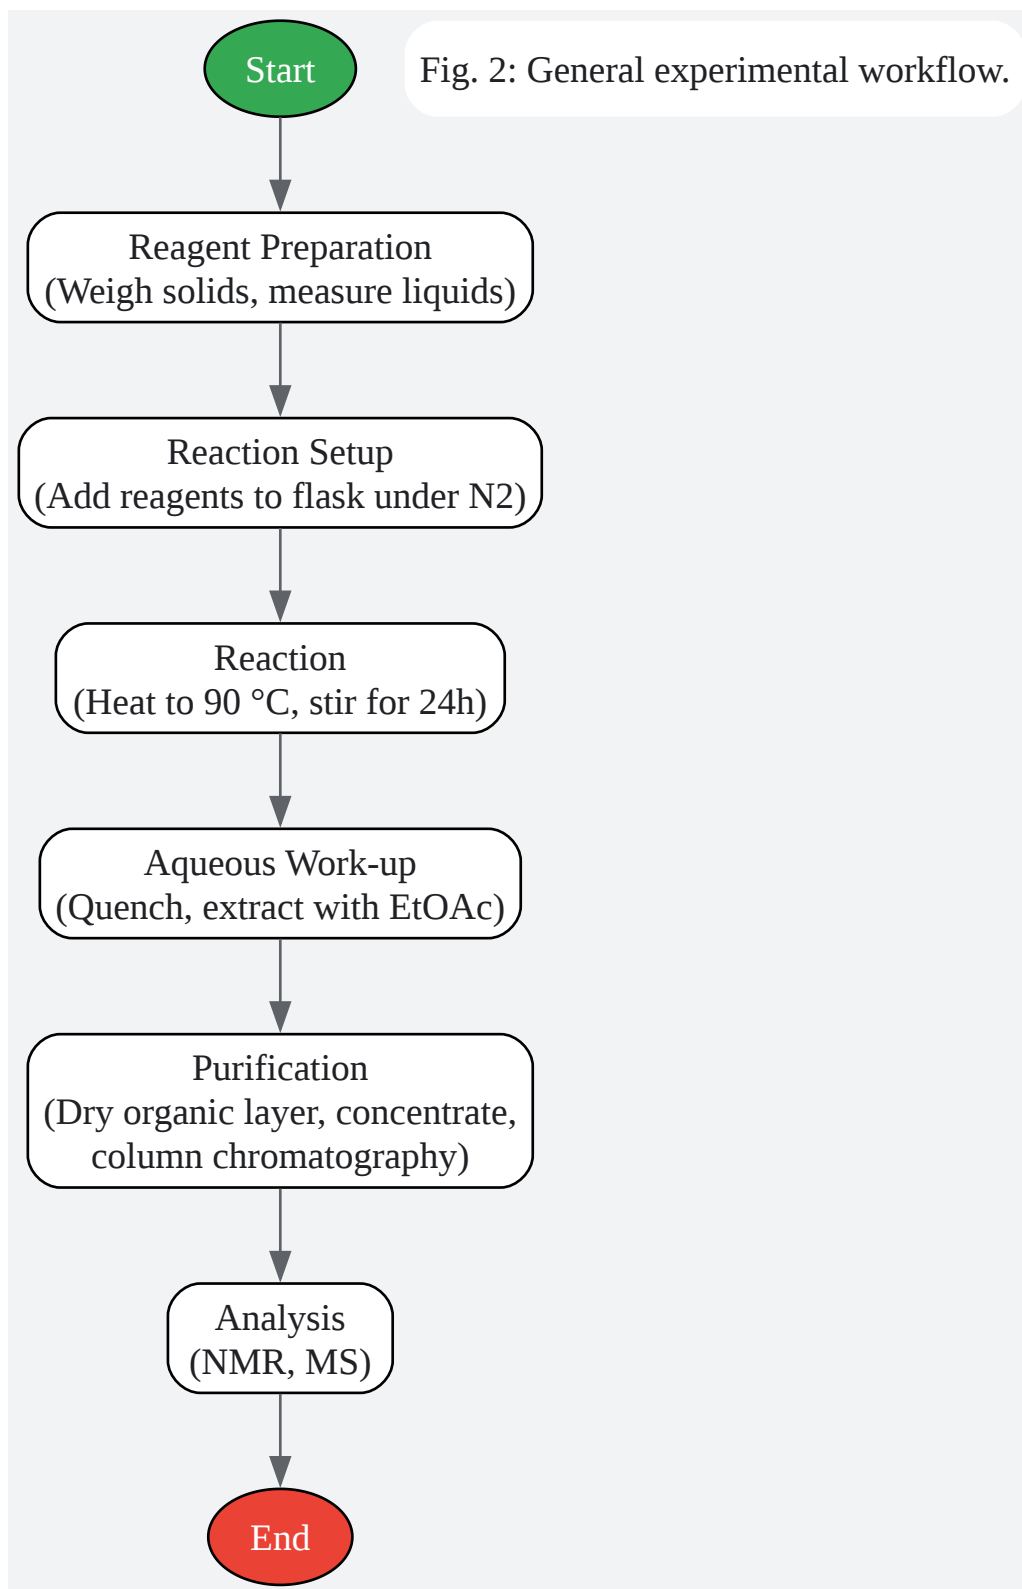 Start
Fig. 2: General experimental workflow.
Reagent Preparation
(Weigh solids, measure liquids)
Reaction Setup
(Add reagents to flask under N2)
Reaction
(Heat to 90 °C, stir for 24h)
Aqueous Work-up
(Quench, extract with EtOAc)
Purification
(Dry organic layer, concentrate,
column chromatography)
Analysis
(NMR, MS)
End